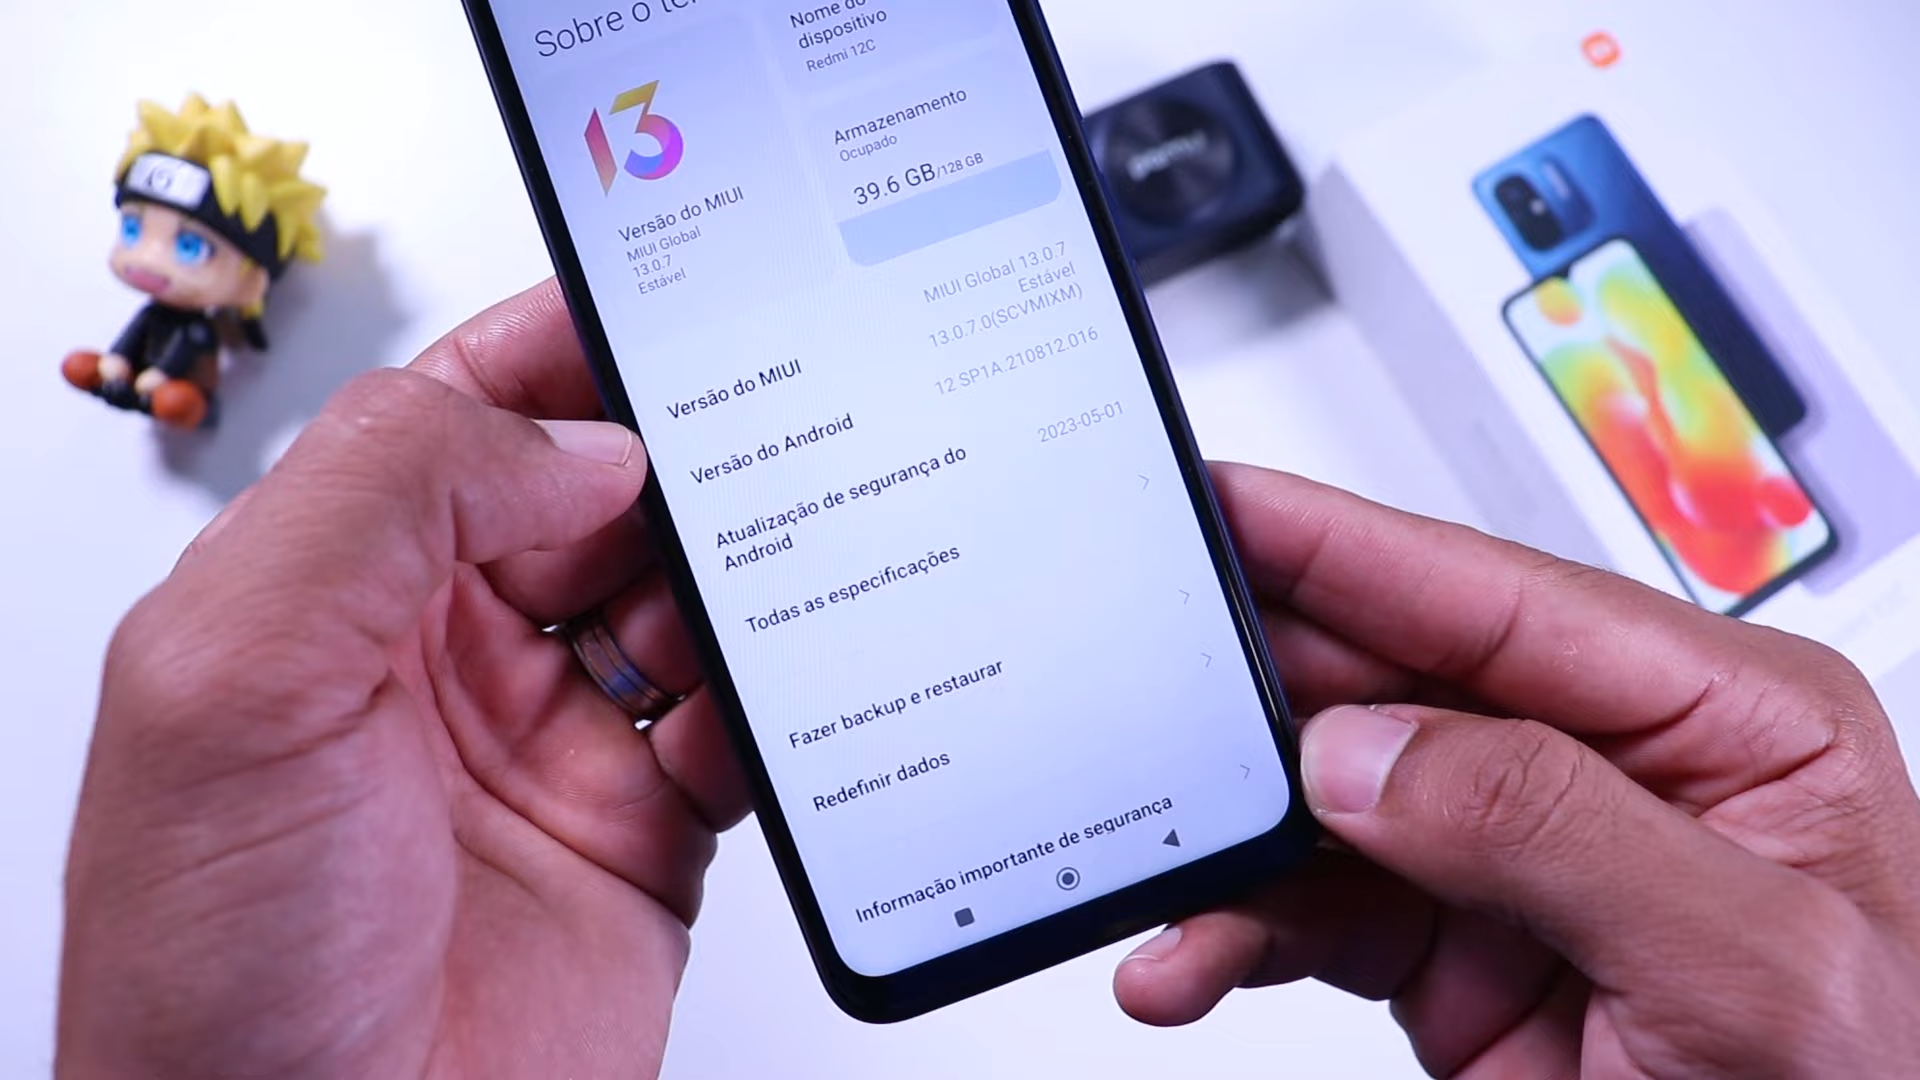 Sobre o
Nome do
dispositivo
Redmi 12C
13
Armazenamento
Ocupado
39.6 GB/128 GB
Versão do MIUI
MIUI Global
13.0.7
Estável
Versão do MIUI
MIUI Global 13.0.7
Estável
13.0.7.0(SCVMIXM)
Versão do Android
12 SP1A.210812.016
Atualização de segurança do
Android
2023-05-01
Todas as especificações
Fazer backup e restaurar
Redefinir dados
Informação importante de segurança